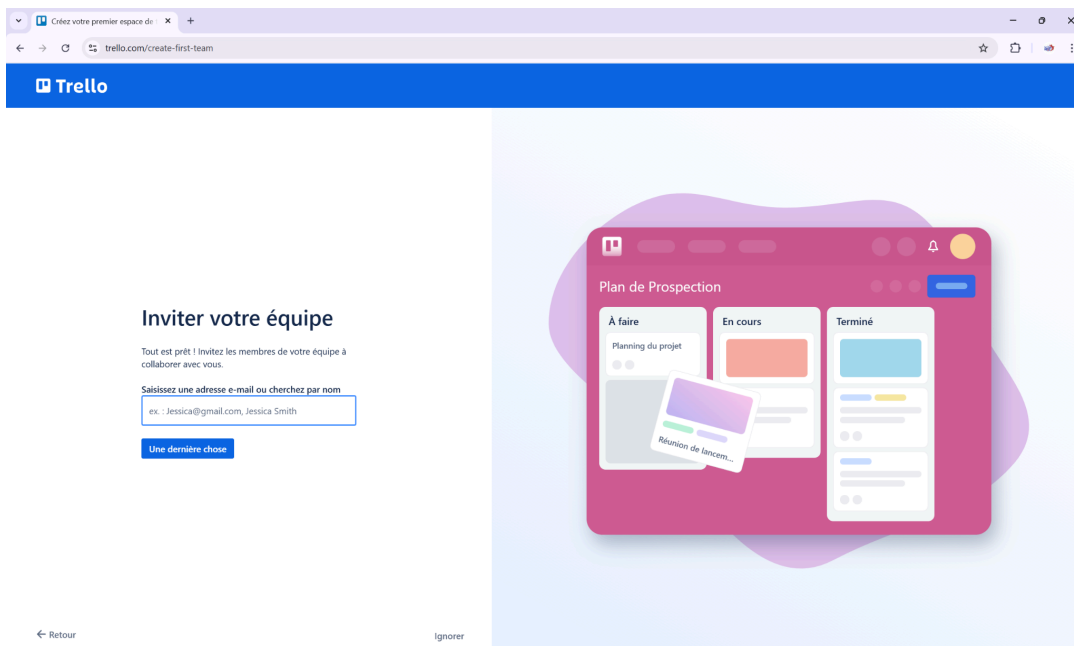 Créez votre premier espace de
trello.com/create-first-team
Trello
Inviter votre équipe
Tout est prêt ! Invitez les membres de votre équipe à
collaborer avec vous.
Saisissez une adresse e-mail ou cherchez par nom
ex. : Jessica@gmail.com, Jessica Smith
Une dernière chose
Retour
Ignorer
Plan de Prospection
À faire
En cours
Terminé
Planning du projet
Réunion de lancem...